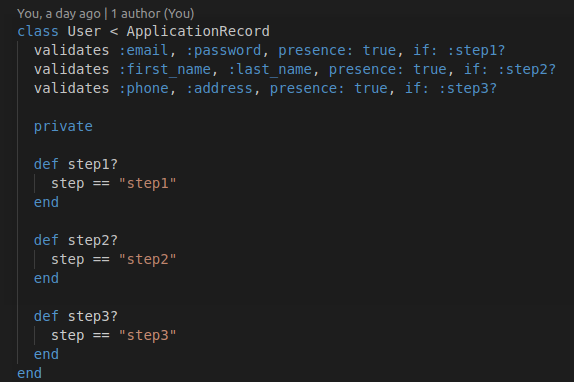 You, a day ago | 1 author (You)
class User < ApplicationRecord
  validates :email, :password, presence: true, if: :step1?
  validates :first_name, :last_name, presence: true, if: :step2?
  validates :phone, :address, presence: true, if: :step3?

  private

  def step1?
    step == "step1"
  end

  def step2?
    step == "step2"
  end

  def step3?
    step == "step3"
  end
end